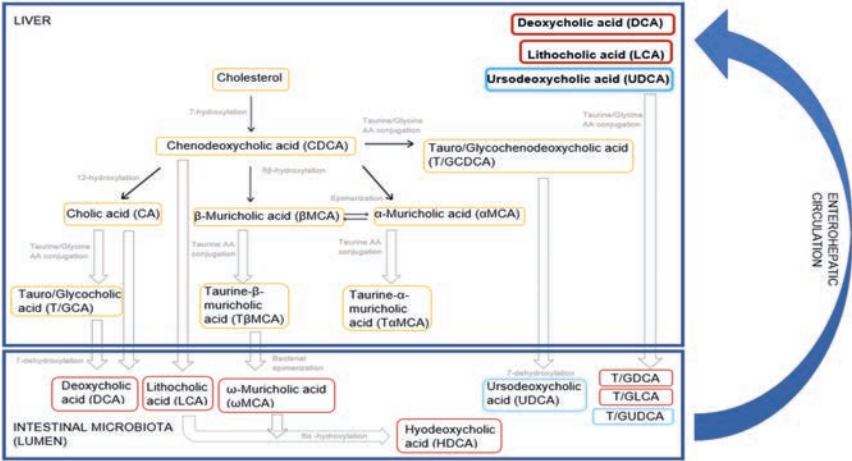 LIVER
Deoxycholic acid (DCA)
Lithocholic acid (LCA)
Ursodeoxycholic acid (UDCA)
Cholesterol
7-hydroxylation
Taurine/Glycine
AA conjugation
Taurine/Glycine
AA conjugation
Chenodeoxycholic acid (CDCA)
Tauro/Glycochenodeoxycholic
acid (T/GCDCA)
12-hydroxylation
6β-hydroxylation
Epimerization
Cholic acid (CA)
β-Muricholic acid (βMCA)
α-Muricholic acid (αMCA)
Taurine/Glycine
AA conjugation
Taurine AA
conjugation
Taurine AA
conjugation
Tauro/Glycocholic
acid (T/GCA)
Taurine-β-
muricholic
acid (TβMCA)
Taurine-α-
muricholic
acid (TαMCA)
7-dehydroxylation
Bacterial
epimerization
7-dehydroxylation
Deoxycholic
acid (DCA)
Lithocholic
acid (LCA)
ω-Muricholic acid
(ωMCA)
Ursodeoxycholic
acid (UDCA)
T/GDCA
T/GLCA
T/GUDCA
INTESTINAL MICROBIOTA
(LUMEN)
-hydroxylation
Hyodeoxycholic
acid (HDCA)
ENTEROHEPATIC
CIRCULATION